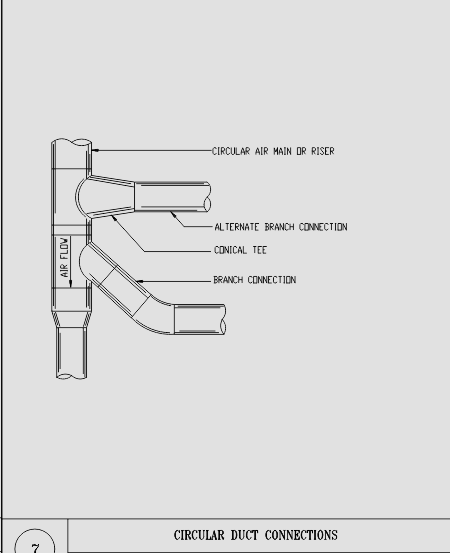 CIRCULAR AIR MAIN OR RISER
ALTERNATE BRANCH CONNECTION
AIR FLOW
CONICAL TEE
BRANCH CONNECTION
CIRCULAR DUCT CONNECTIONS
7